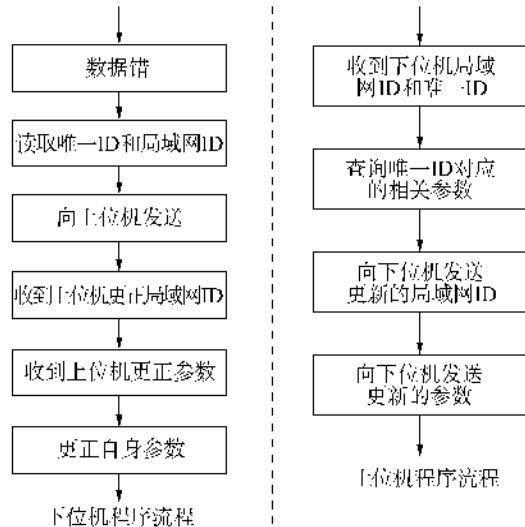 数据错
读取唯一ID和局域网ID
向上位机发送
收到上位机更正局域网ID
收到上位机更正参数
更正自身参数
下位机程序流程
收到下位机局域
网ID和唯一ID
查询唯一ID对应
的相关参数
向下位机发送
更新的局域网ID
向下位机发送
更新的参数
上位机程序流程